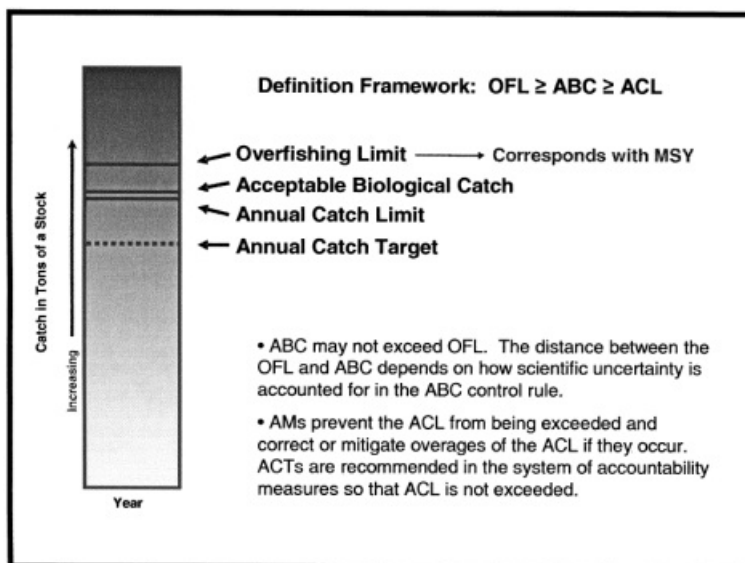 Definition Framework: OFL ≥ ABC ≥ ACL
Overfishing Limit
Corresponds with MSY
Acceptable Biological Catch
Annual Catch Limit
Annual Catch Target
Catch in Tons of a Stock
Increasing
Year
• ABC may not exceed OFL. The distance between the
OFL and ABC depends on how scientific uncertainty is
accounted for in the ABC control rule.
• AMs prevent the ACL from being exceeded and
correct or mitigate overages of the ACL if they occur.
ACTs are recommended in the system of accountability
measures so that ACL is not exceeded.